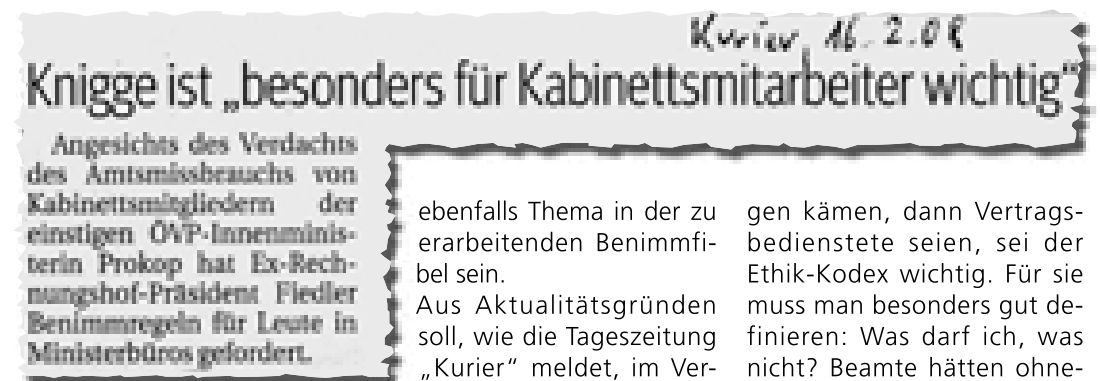 Kurier, 16.2.08
Knigge ist „besonders für Kabinettsmitarbeiter wichtig“
Angesichts des Verdachts
des Amtsmissbrauchs von
Kabinettsmitgliedern der
einstigen ÖVP-Innenminis-
terin Prokop hat Ex-Rech-
nungshof-Präsident Fiedler
Benimmregeln für Leute in
Ministerbüros gefordert.
ebenfalls Thema in der zu
erarbeitenden Benimmfi-
bel sein.
Aus Aktualitätsgründen
soll, wie die Tageszeitung
„Kurier“ meldet, im Ver-
gen kämen, dann Vertrags-
bedienstete seien, sei der
Ethik-Kodex wichtig. Für sie
muss man besonders gut de-
finieren: Was darf ich, was
nicht? Beamte hätten ohne-